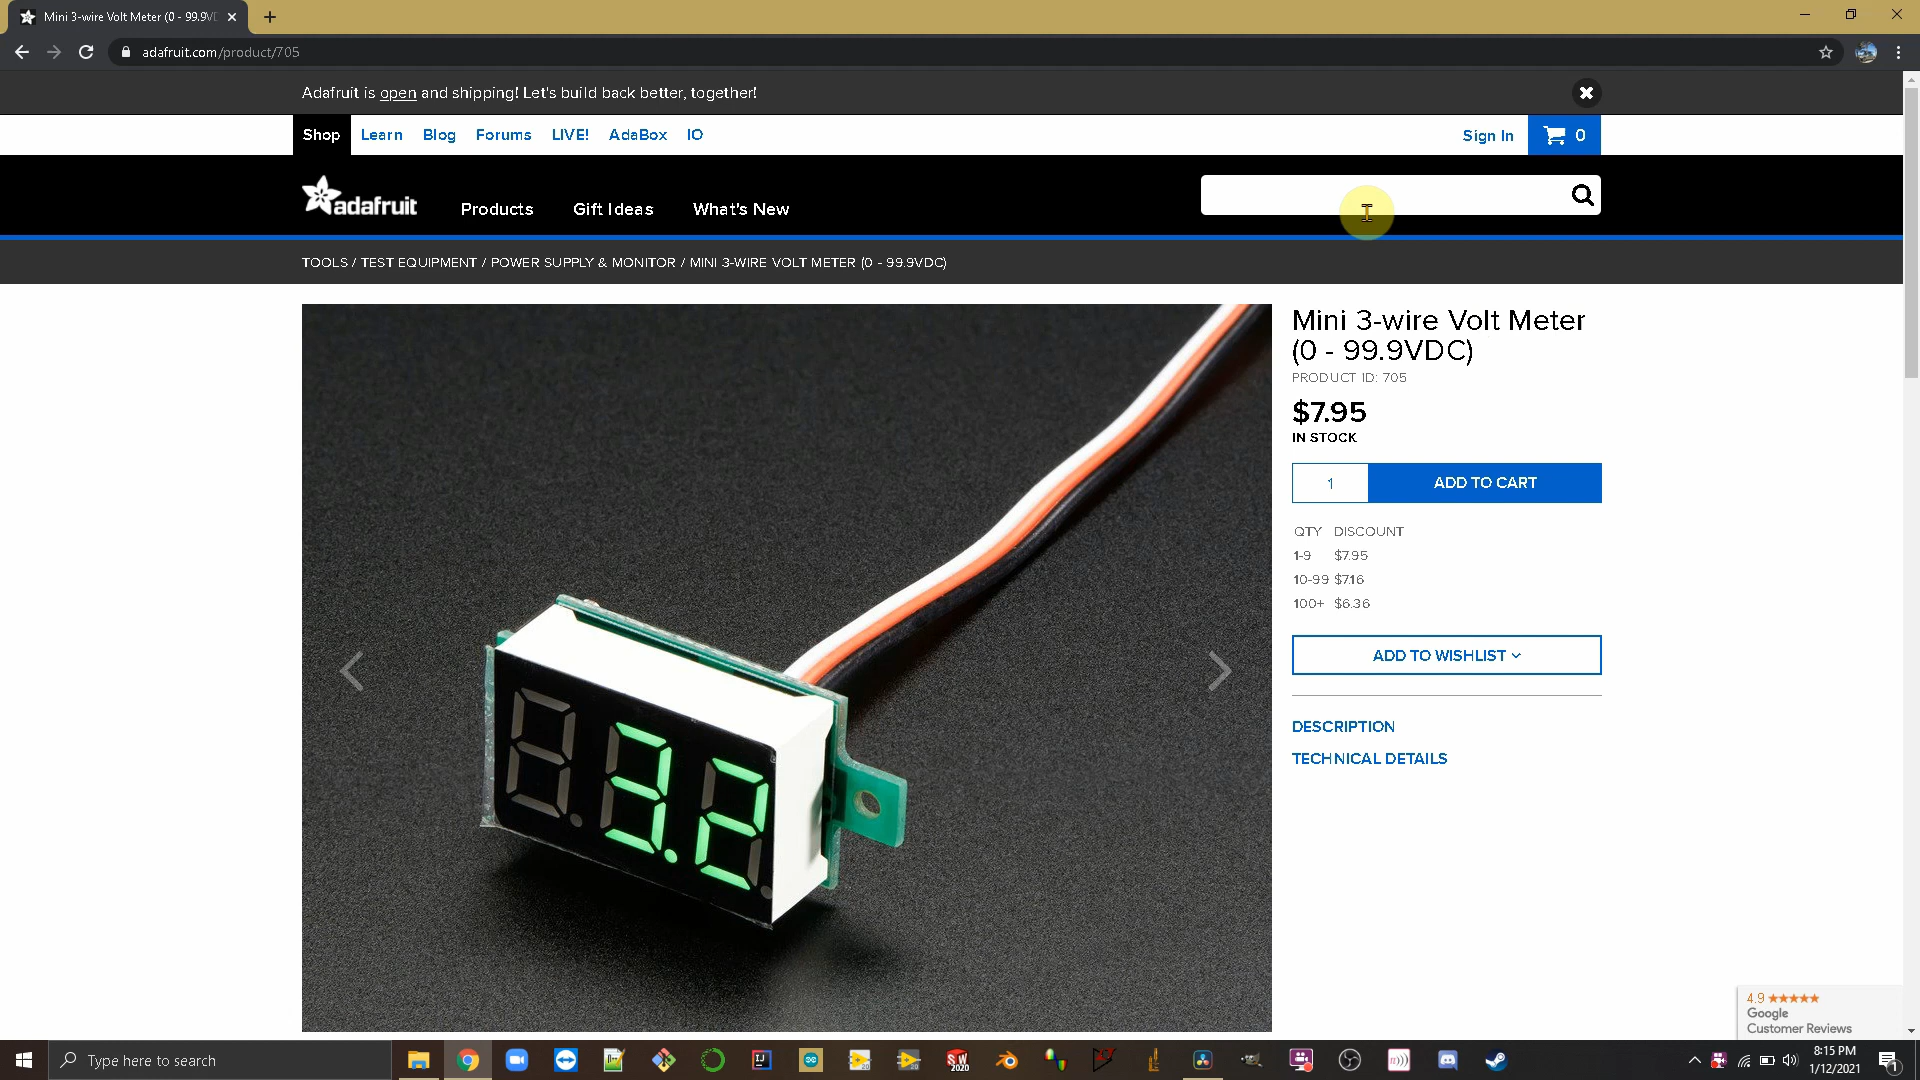 Mini 3-wire Volt Meter (0 - 99.9VD
adafruit.com/product/705
Adafruit is open and shipping! Let's build back better, together!
Shop Learn Blog Forums LIVE! AdaBox IO Sign In 0
adafruit Products Gift Ideas What's New
TOOLS / TEST EQUIPMENT / POWER SUPPLY & MONITOR / MINI 3-WIRE VOLT METER (0 - 99.9VDC)
Mini 3-wire Volt Meter
(0 - 99.9VDC)
PRODUCT ID: 705
$7.95
IN STOCK
1 ADD TO CART
QTY DISCOUNT
1-9 $7.95
10-99 $7.16
100+ $6.36
ADD TO WISHLIST
DESCRIPTION
TECHNICAL DETAILS
3.2
4.9 ★★★★★
Google
Customer Reviews
Type here to search
SW
2020
8:15 PM
1/12/2021
1